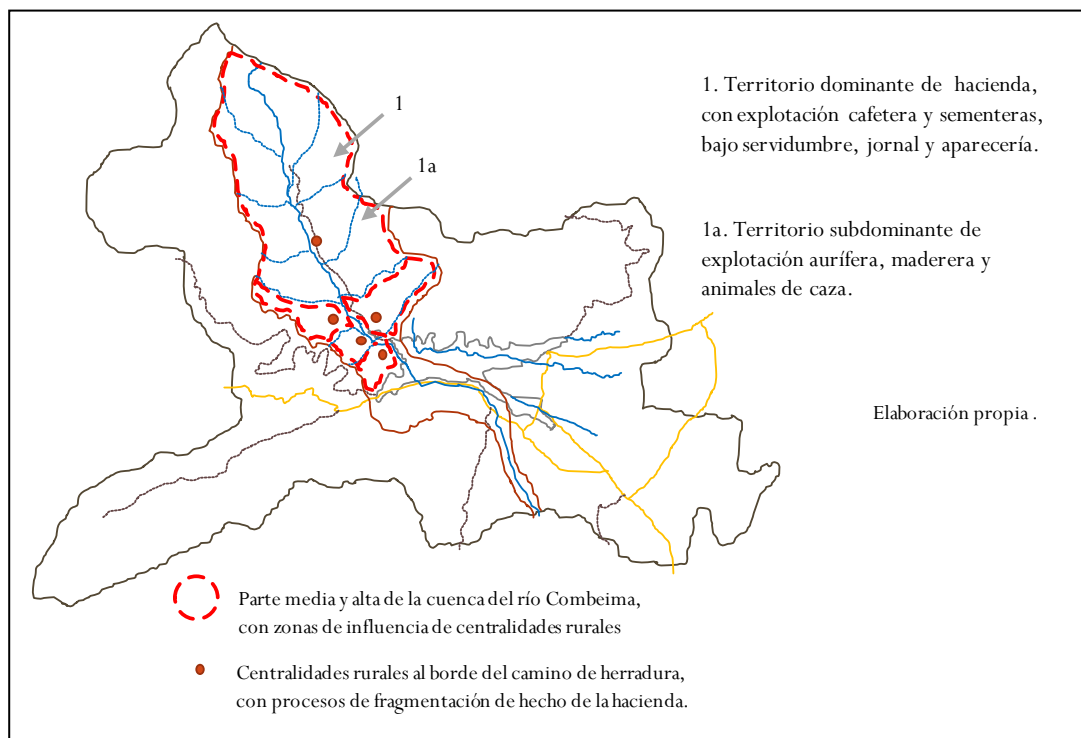 1
1a
1. Territorio dominante de hacienda,
con explotación cafetera y sementeras,
bajo servidumbre, jornal y aparecería.
1a. Territorio subdominante de
explotación aurífera, maderera y
animales de caza.
Elaboración propia .
Parte media y alta de la cuenca del río Combeima,
con zonas de influencia de centralidades rurales
Centralidades rurales al borde del camino de herradura,
con procesos de fragmentación de hecho de la hacienda.